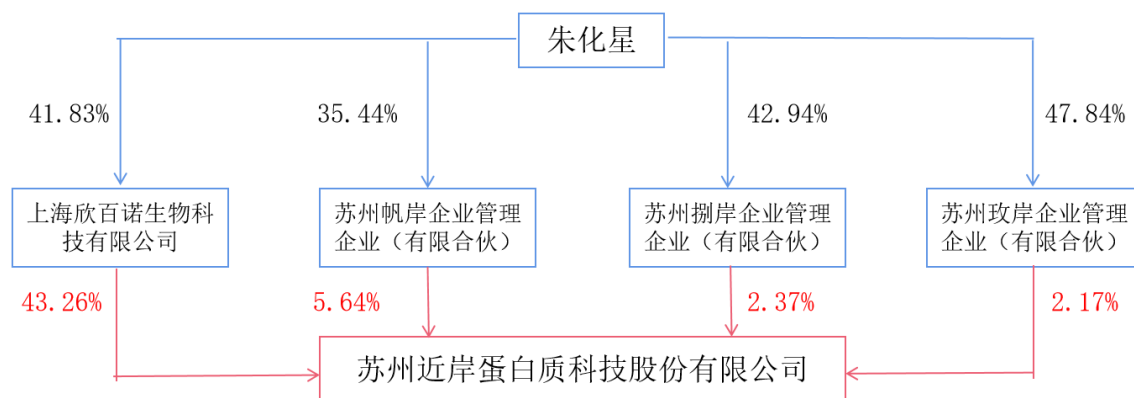 朱化星
41.83%
35.44%
42.94%
47.84%
上海欣百诺生物科
技有限公司
苏州帆岸企业管理
企业（有限合伙）
苏州捌岸企业管理
企业（有限合伙）
苏州玫岸企业管理
企业（有限合伙）
43.26%
5.64%
2.37%
2.17%
苏州近岸蛋白质科技股份有限公司